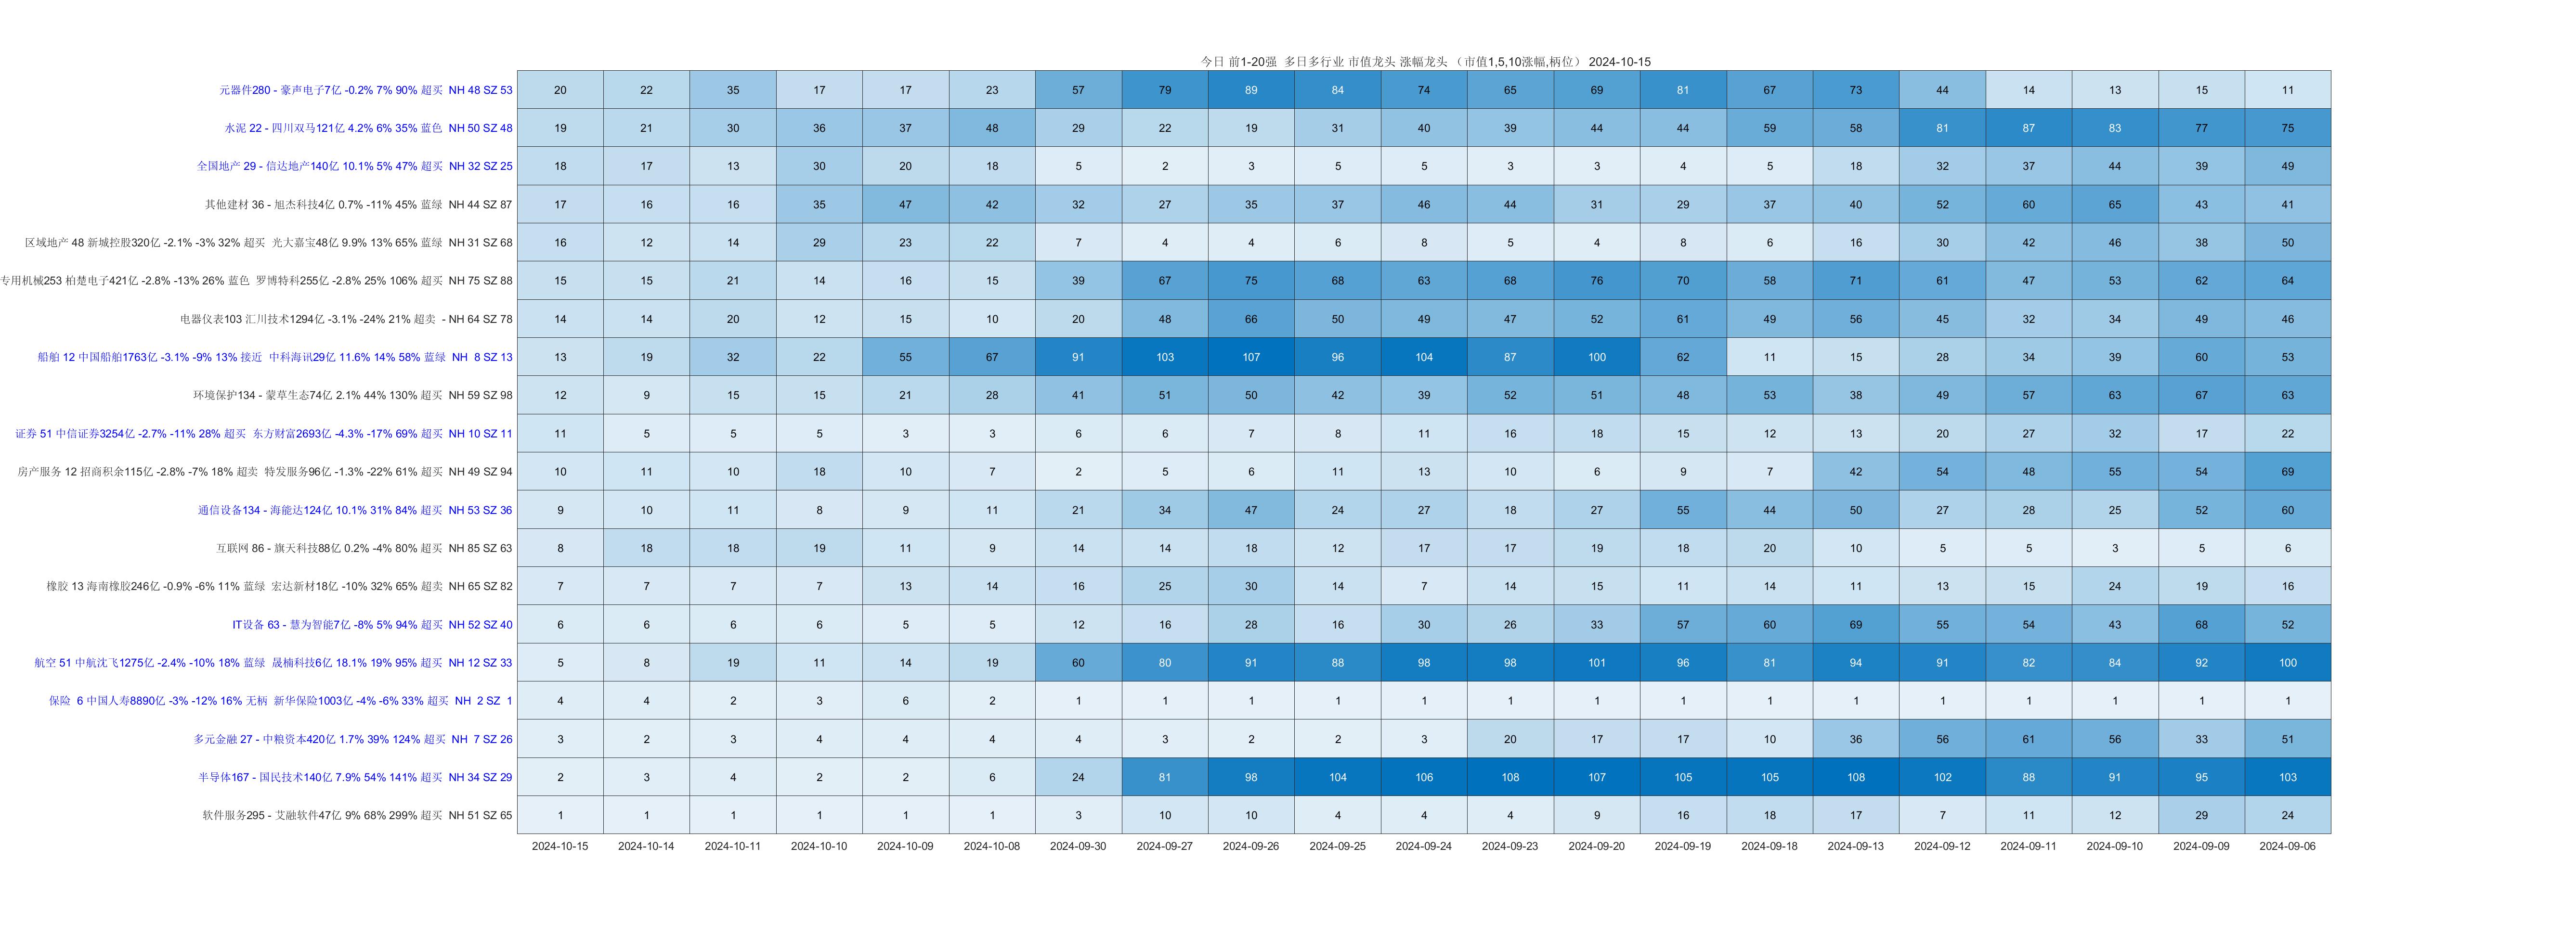 今日 前1-20强 多日多行业 市值龙头 涨幅龙头 （市值1,5,10涨幅,柄位） 2024-10-15
元器件280 - 豪声电子7亿 -0.2% 7% 90% 超买 NH 48 SZ 53 20 22 35 17 17 23 57 79 89 84 74 65 69 81 67 73 44 14 13 15 11
水泥 22 - 四川双马121亿 4.2% 6% 35% 蓝色 NH 50 SZ 48 19 21 30 36 37 48 29 22 19 31 40 39 44 44 59 58 81 87 83 77 75
全国地产 29 - 信达地产140亿 10.1% 5% 47% 超买 NH 32 SZ 25 18 17 13 30 20 18 5 2 3 5 5 3 3 4 5 18 32 37 44 39 49
其他建材 36 - 旭杰科技4亿 0.7% -11% 45% 蓝绿 NH 44 SZ 87 17 16 16 35 47 42 32 27 35 37 46 44 31 29 37 40 52 60 65 43 41
区域地产 48 新城控股320亿 -2.1% -3% 32% 超买 光大嘉宝48亿 9.9% 13% 65% 蓝绿 NH 31 SZ 68 16 12 14 29 23 22 7 4 4 6 8 5 4 8 6 16 30 42 46 38 50
专用机械253 柏楚电子421亿 -2.8% -13% 26% 蓝色 罗博特科255亿 -2.8% 25% 106% 超买 NH 75 SZ 88 15 15 21 14 16 15 39 67 75 68 63 68 76 70 58 71 61 47 53 62 64
电器仪表103 汇川技术1294亿 -3.1% -24% 21% 超卖 - NH 64 SZ 78 14 14 20 12 15 10 20 48 66 50 49 47 52 61 49 56 45 32 34 49 46
船舶 12 中国船舶1763亿 -3.1% -9% 13% 接近 中科海讯29亿 11.6% 14% 58% 蓝绿 NH 8 SZ 13 13 19 32 22 55 67 91 103 107 96 104 87 100 62 11 15 28 34 39 60 53
环境保护134 - 蒙草生态74亿 2.1% 44% 130% 超买 NH 59 SZ 98 12 9 15 15 21 28 41 51 50 42 39 52 51 48 53 38 49 57 63 67 63
证券 51 中信证券3254亿 -2.7% -11% 28% 超买 东方财富2693亿 -4.3% -17% 69% 超买 NH 10 SZ 11 11 5 5 5 3 3 6 6 7 8 11 16 18 15 12 13 20 27 32 17 22
房产服务 12 招商积余115亿 -2.8% -7% 18% 超卖 特发服务96亿 -1.3% -22% 61% 超买 NH 49 SZ 94 10 11 10 18 10 7 2 5 6 11 13 10 6 9 7 42 54 48 55 54 69
通信设备134 - 海能达124亿 10.1% 31% 84% 超买 NH 53 SZ 36 9 10 11 8 9 11 21 34 47 24 27 18 27 55 44 50 27 28 25 52 60
互联网 86 - 旗天科技88亿 0.2% -4% 80% 超买 NH 85 SZ 63 8 18 18 19 11 9 14 14 18 12 17 17 19 18 20 10 5 5 3 5 6
橡胶 13 海南橡胶246亿 -0.9% -6% 11% 蓝绿 宏达新材18亿 -10% 32% 65% 超卖 NH 65 SZ 82 7 7 7 7 13 14 16 25 30 14 7 14 15 11 14 11 13 15 24 19 16
IT设备 63 - 慧为智能7亿 -8% 5% 94% 超买 NH 52 SZ 40 6 6 6 6 5 5 12 16 28 16 30 26 33 57 60 69 55 54 43 68 52
航空 51 中航沈飞1275亿 -2.4% -10% 18% 蓝绿 晟楠科技6亿 18.1% 19% 95% 超买 NH 12 SZ 33 5 8 19 11 14 19 60 80 91 88 98 98 101 96 81 94 91 82 84 92 100
保险 6 中国人寿8890亿 -3% -12% 16% 无柄 新华保险1003亿 -4% -6% 33% 超买 NH 2 SZ 1 4 4 2 3 6 2 1 1 1 1 1 1 1 1 1 1 1 1 1 1 1
多元金融 27 - 中粮资本420亿 1.7% 39% 124% 超买 NH 7 SZ 26 3 2 3 4 4 4 4 3 2 2 3 20 17 17 10 36 56 61 56 33 51
半导体167 - 国民技术140亿 7.9% 54% 141% 超买 NH 34 SZ 29 2 3 4 2 2 6 24 81 98 104 106 108 107 105 105 108 102 88 91 95 103
软件服务295 - 艾融软件47亿 9% 68% 299% 超买 NH 51 SZ 65 1 1 1 1 1 1 3 10 10 4 4 4 9 16 18 17 7 11 12 29 24
2024-10-15 2024-10-14 2024-10-11 2024-10-10 2024-10-09 2024-10-08 2024-09-30 2024-09-27 2024-09-26 2024-09-25 2024-09-24 2024-09-23 2024-09-20 2024-09-19 2024-09-18 2024-09-13 2024-09-12 2024-09-11 2024-09-10 2024-09-09 2024-09-06